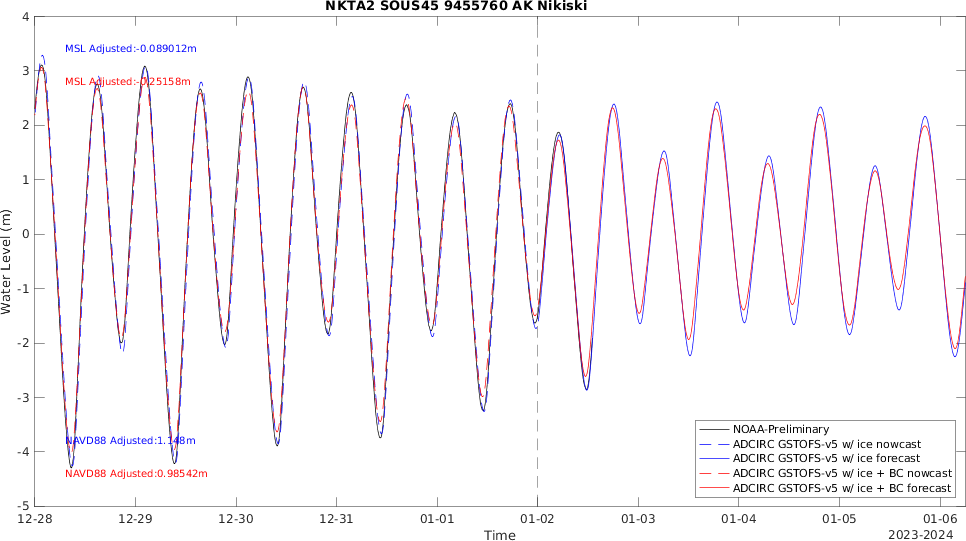 NKTA2 SOUS45 9455760 AK Nikiski
MSL Adjusted:-0.089012m
MSL Adjusted:-0.25158m
NAVD88 Adjusted:1.148m
NAVD88 Adjusted:0.98542m
Water Level (m)
4
3
2
1
0
-1
-2
-3
-4
-5
NOAA-Preliminary
ADCIRC GSTOFS-v5 w/ ice nowcast
ADCIRC GSTOFS-v5 w/ ice forecast
ADCIRC GSTOFS-v5 w/ ice + BC nowcast
ADCIRC GSTOFS-v5 w/ ice + BC forecast
12-28 12-29 12-30 12-31 01-01 01-02 01-03 01-04 01-05 01-06
Time
2023-2024